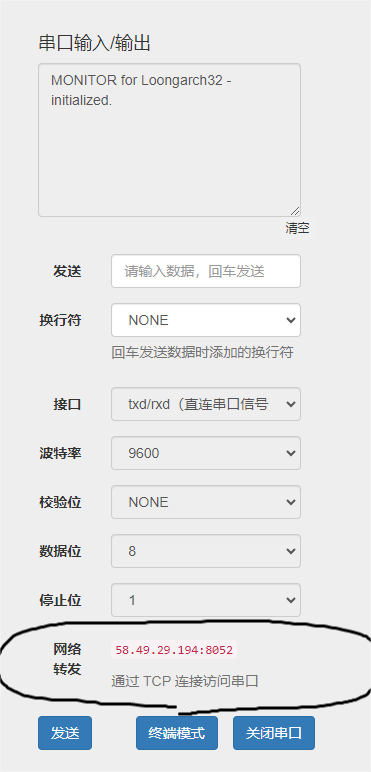 串口输入/输出
MONITOR for Loongarch32 -
initialized.
清空
发送 请输入数据，回车发送
换行符 NONE
回车发送数据时添加的换行符
接口 txd/rxd（直连串口信号
波特率 9600
校验位 NONE
数据位 8
停止位 1
网络 58.49.29.194:8052
转发
通过 TCP 连接访问串口
发送 终端模式 关闭串口